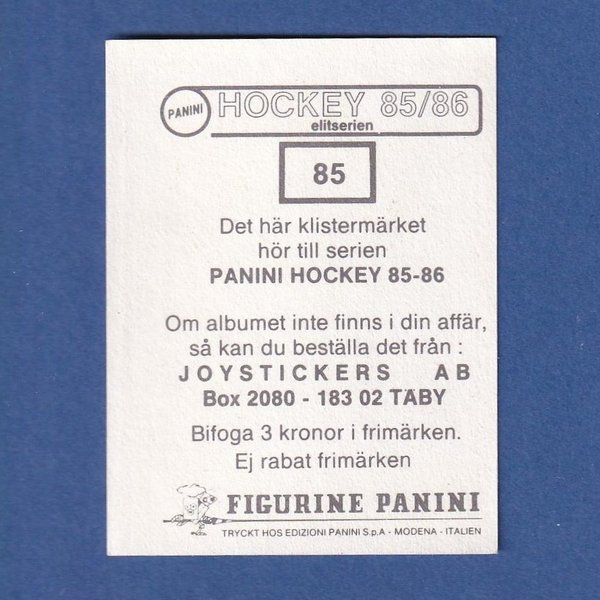 PANINI HOCKEY 85/86
elitserien
85
Det här klistermärket
hör till serien
PANINI HOCKEY 85-86
Om albumet inte finns i din affär,
så kan du beställa det från :
JOYSTICKERS AB
Box 2080 - 183 02 TÄBY
Bifoga 3 kronor i frimärken.
Ej rabat frimärken
FIGURINE PANINI
TRYCKT HOS EDIZIONI PANINI S.p.A - MODENA - ITALIEN